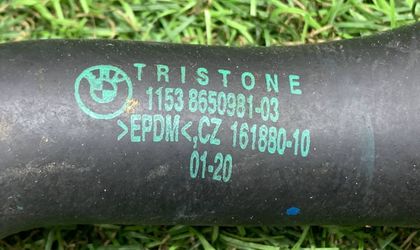 TRISTONE
1153 8650981-03
>EPDM<,CZ 161880-10
01-20